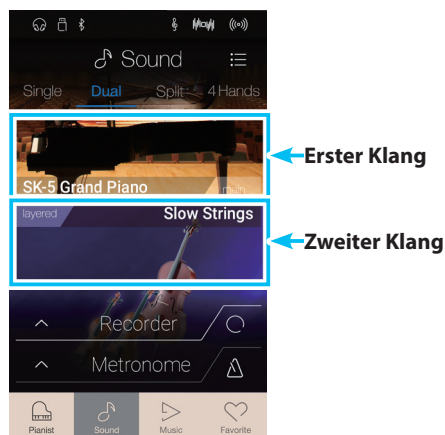 Sound
Single Dual Split 4 Hands
SK-5 Grand Piano main
Erster Klang
layered Slow Strings
Zweiter Klang
Recorder
Metronome
Pianist Sound Music Favorite